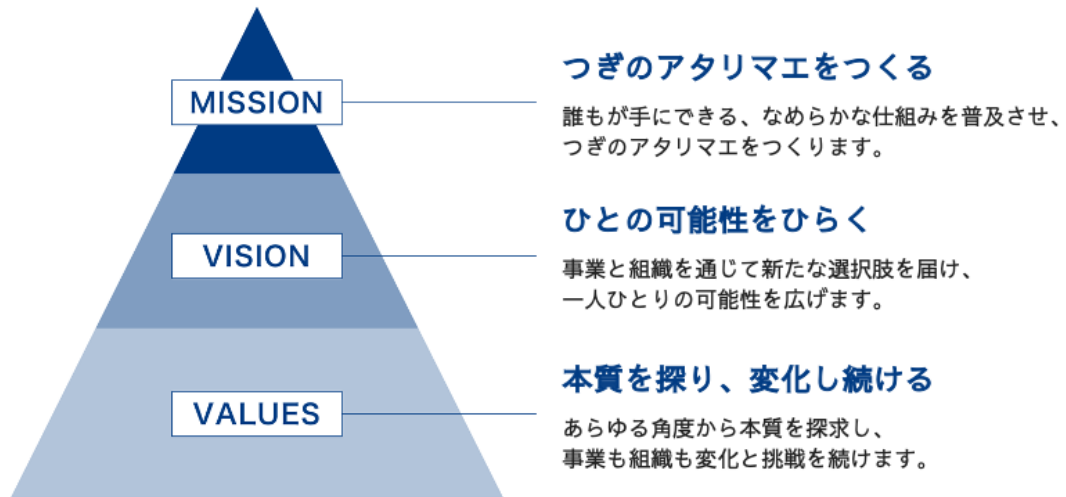 MISSION
つぎのアタリマエをつくる
誰もが手にできる、なめらかな仕組みを普及させ、
つぎのアタリマエをつくります。
VISION
ひとの可能性をひらく
事業と組織を通じて新たな選択肢を届け、
一人ひとりの可能性を広げます。
VALUES
本質を探り、変化し続ける
あらゆる角度から本質を探求し、
事業も組織も変化と挑戦を続けます。